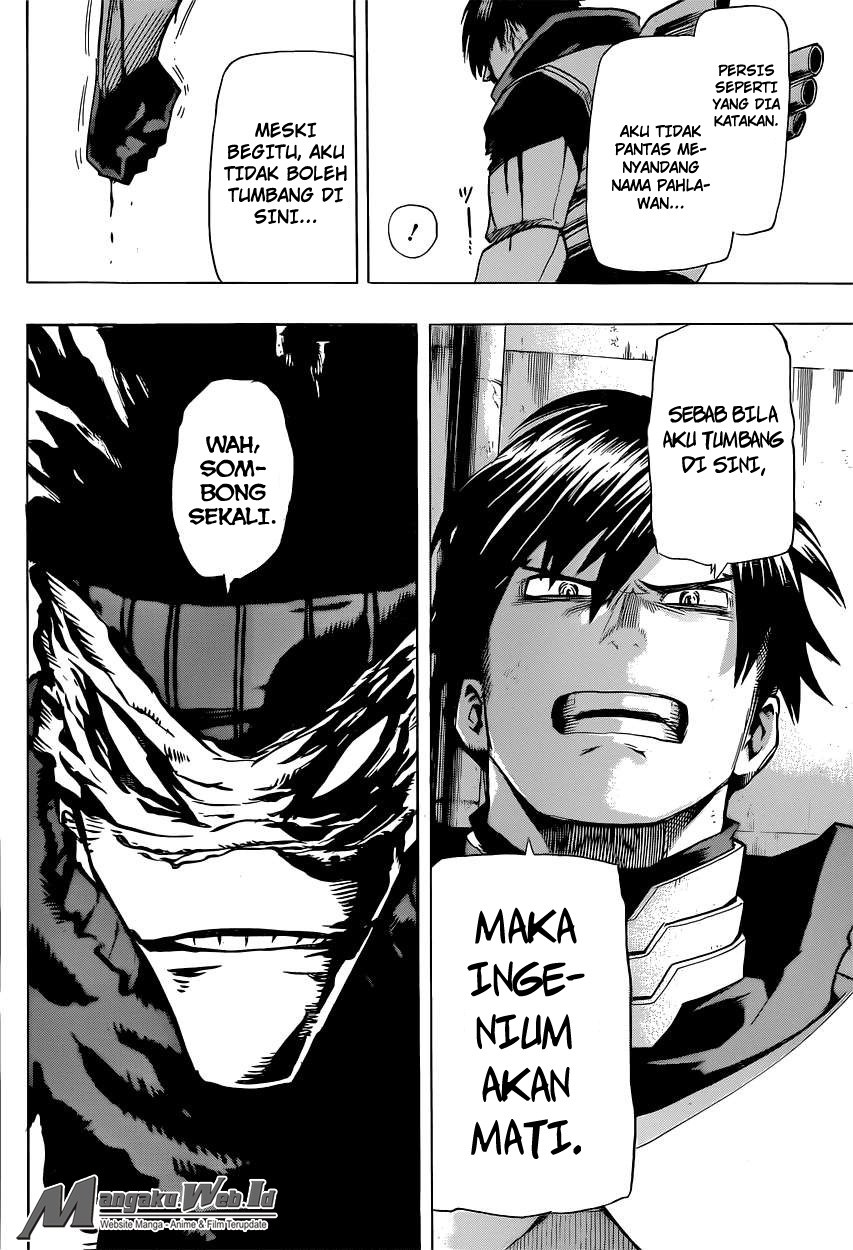 PERSIS
SEPERTI
YANG DIA
KATAKAN.
AKU TIDAK
PANTAS ME-
NYANDANG
NAMA PAHLA-
WAN...
!
MESKI
BEGITU, AKU
TIDAK BOLEH
TUMBANG DI
SINI...
SEBAB BILA
AKU TUMBANG
DI SINI,
MAKA
INGE-
NIUM
AKAN
MATI.
WAH,
SOM-
BONG
SEKALI.
Mangaku.Web.Id
Website Manga - Anime & Film Terupdate